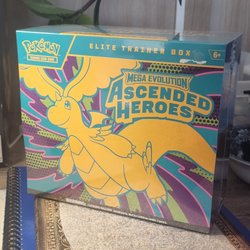 Pokémon
TRADING CARD GAME
ELITE TRAINER BOX
6+
MEGA EVOLUTION
ASCENDED
HEROES